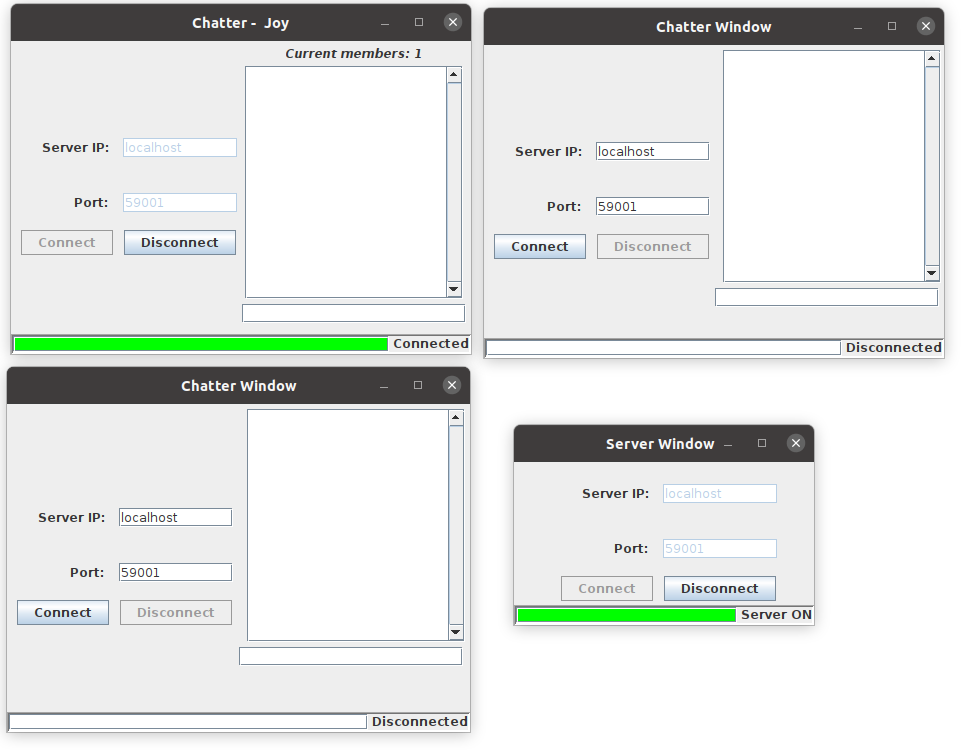 Chatter - Joy
Current members: 1
Server IP: localhost
Port: 59001
Connect Disconnect
Connected
Chatter Window
Server IP: localhost
Port: 59001
Connect Disconnect
Disconnected
Chatter Window
Server IP: localhost
Port: 59001
Connect Disconnect
Disconnected
Server Window
Server IP: localhost
Port: 59001
Connect Disconnect
Server ON